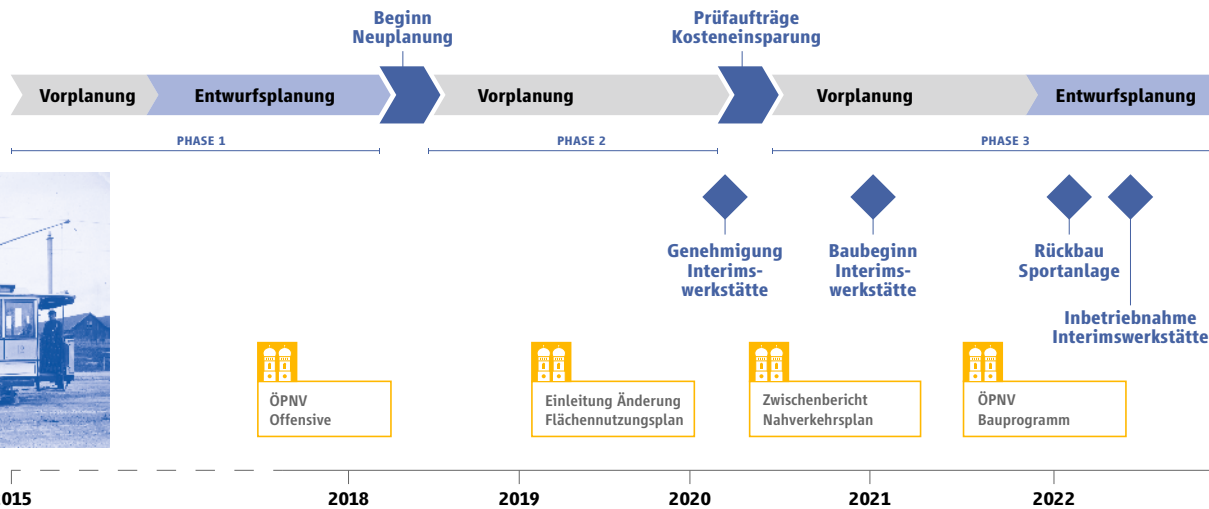 Beginn
Neuplanung
Prüfaufträge
Kosteneinsparung
Vorplanung
Entwurfsplanung
Vorplanung
Vorplanung
Entwurfsplanung
PHASE 1
PHASE 2
PHASE 3
Genehmigung
Interims-
werkstätte
Baubeginn
Interims-
werkstätte
Rückbau
Sportanlage
Inbetriebnahme
Interimswerkstätte
ÖPNV
Offensive
Einleitung Änderung
Flächennutzungsplan
Zwischenbericht
Nahverkehrsplan
ÖPNV
Bauprogramm
2015
2018
2019
2020
2021
2022